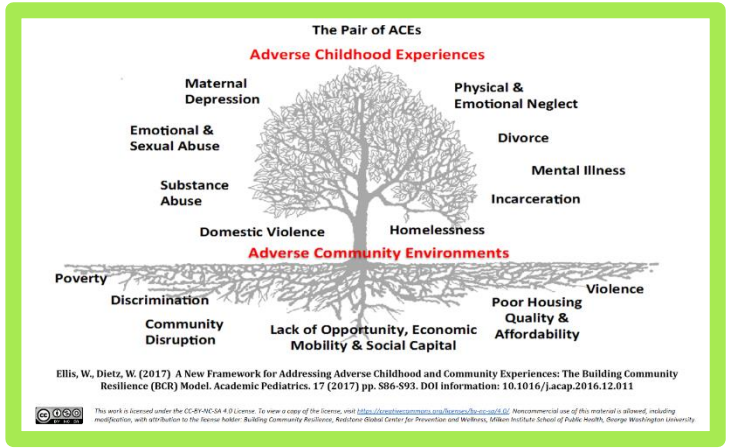 The Pair of ACEs
Adverse Childhood Experiences
Maternal
Depression
Physical &
Emotional Neglect
Emotional &
Sexual Abuse
Divorce
Mental Illness
Substance
Abuse
Incarceration
Domestic Violence
Homelessness
Adverse Community Environments
Poverty
Violence
Discrimination
Poor Housing
Quality &
Affordability
Community
Disruption
Lack of Opportunity, Economic
Mobility & Social Capital
Ellis, W., Dietz, W. (2017) A New Framework for Addressing Adverse Childhood and Community Experiences: The Building Community
Resilience (BCR) Model. Academic Pediatrics. 17 (2017) pp. S86-S93. DOI information: 10.1016/j.acap.2016.12.011
cc BY NC SA
This work is licensed under the CC-BY-NC-SA 4.0 License. To view a copy of the license, visit https://creativecommons.org/licenses/by-nc-sa/4.0/ Noncommercial use of this material is allowed, including
modification, with attribution to the license holder: Building Community Resilience, Redstone Global Center for Prevention and Wellness, Milken Institute School of Public Health, George Washington University